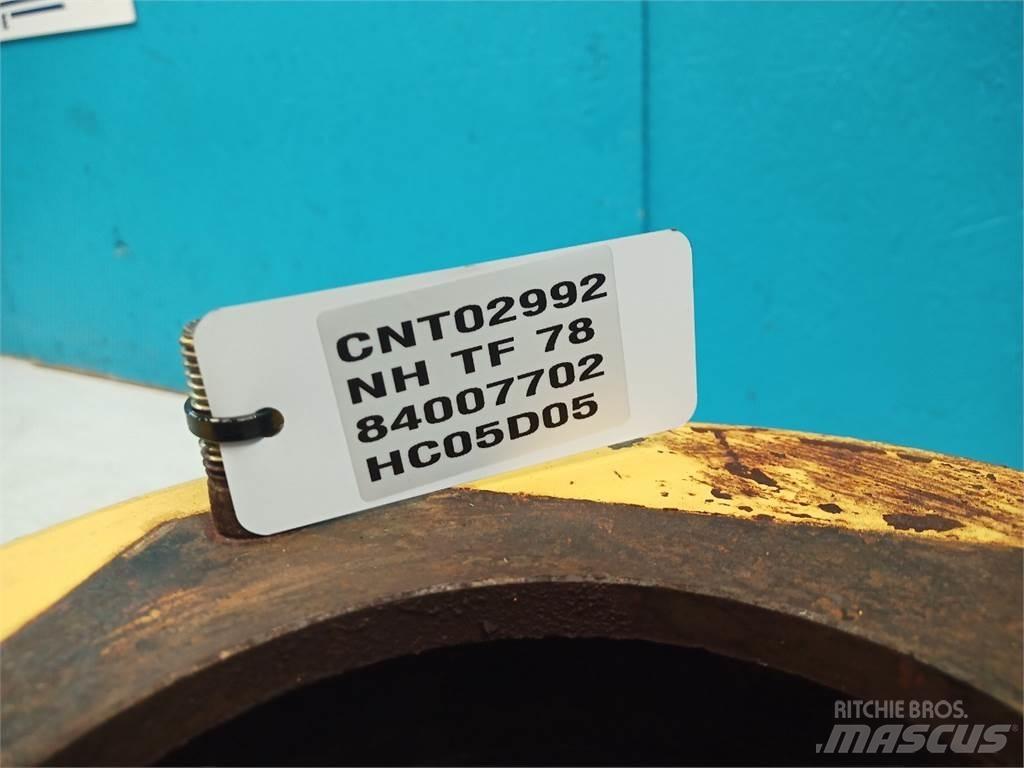 CNT02992
NH TF 78
84007702
HC05D05
RITCHIE BROS.
MASCUS